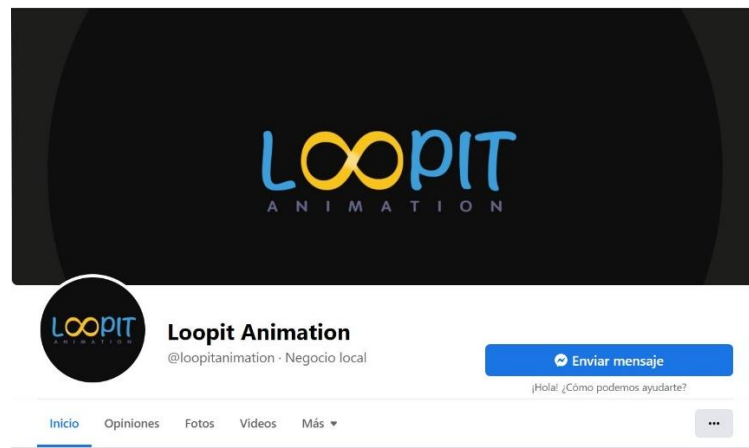 LOOPIT
ANIMATION
LOOPIT
ANIMATION
Loopit Animation
@loopitanimation · Negocio local
Enviar mensaje
¡Hola! ¿Cómo podemos ayudarte?
Inicio Opiniones Fotos Videos Más